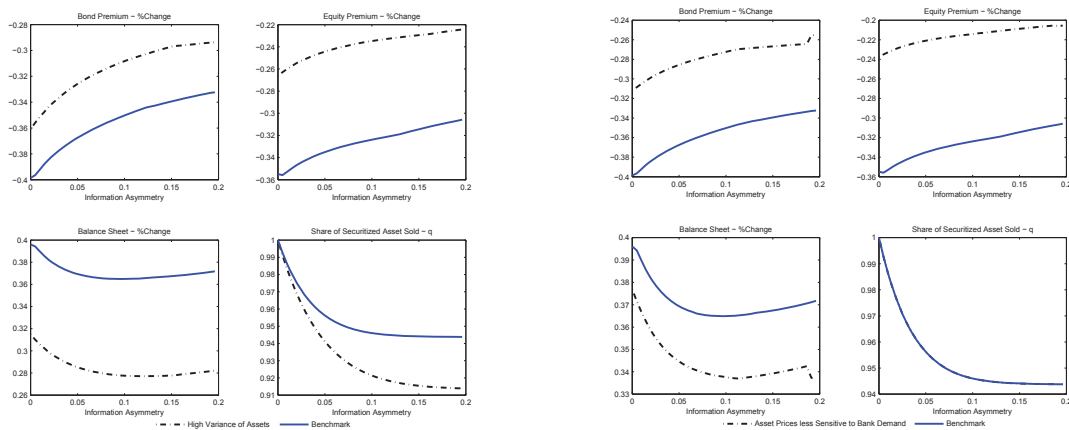 Bond Premium − %Change
−0.28
−0.3
−0.32
−0.34
−0.36
−0.38
−0.4
0 0.05 0.1 0.15 0.2
Information Asymmetry
Equity Premium − %Change
−0.22
−0.24
−0.26
−0.28
−0.3
−0.32
−0.34
−0.36
0 0.05 0.1 0.15 0.2
Information Asymmetry
Balance Sheet − %Change
0.4
0.38
0.36
0.34
0.32
0.3
0.28
0.26
0 0.05 0.1 0.15 0.2
Information Asymmetry
Share of Securitized Asset Sold − q
1
0.99
0.98
0.97
0.96
0.95
0.94
0.93
0.92
0.91
0 0.05 0.1 0.15 0.2
Information Asymmetry
High Variance of Assets Benchmark
Bond Premium − %Change
−0.24
−0.26
−0.28
−0.3
−0.32
−0.34
−0.36
−0.38
−0.4
0 0.05 0.1 0.15 0.2
Information Asymmetry
Equity Premium − %Change
−0.2
−0.22
−0.24
−0.26
−0.28
−0.3
−0.32
−0.34
−0.36
0 0.05 0.1 0.15 0.2
Information Asymmetry
Balance Sheet − %Change
0.4
0.39
0.38
0.37
0.36
0.35
0.34
0.33
0 0.05 0.1 0.15 0.2
Information Asymmetry
Share of Securitized Asset Sold − q
1
0.99
0.98
0.97
0.96
0.95
0.94
0 0.05 0.1 0.15 0.2
Information Asymmetry
Asset Prices less Sensitive to Bank Demand Benchmark